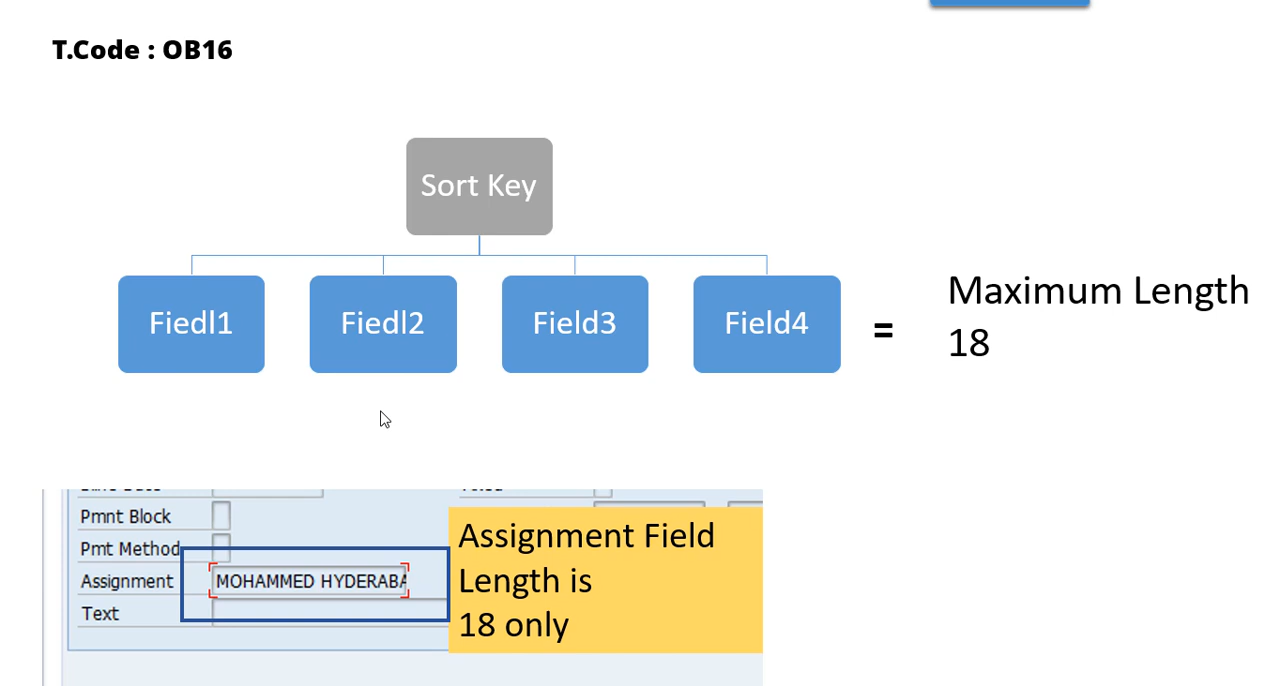 T.Code : OB16
Sort Key
Fiedl1
Fiedl2
Field3
Field4
=
Maximum Length
18
Pmnt Block
Pmt Method
Assignment
MOHAMMED HYDERABA
Text
Assignment Field
Length is
18 only